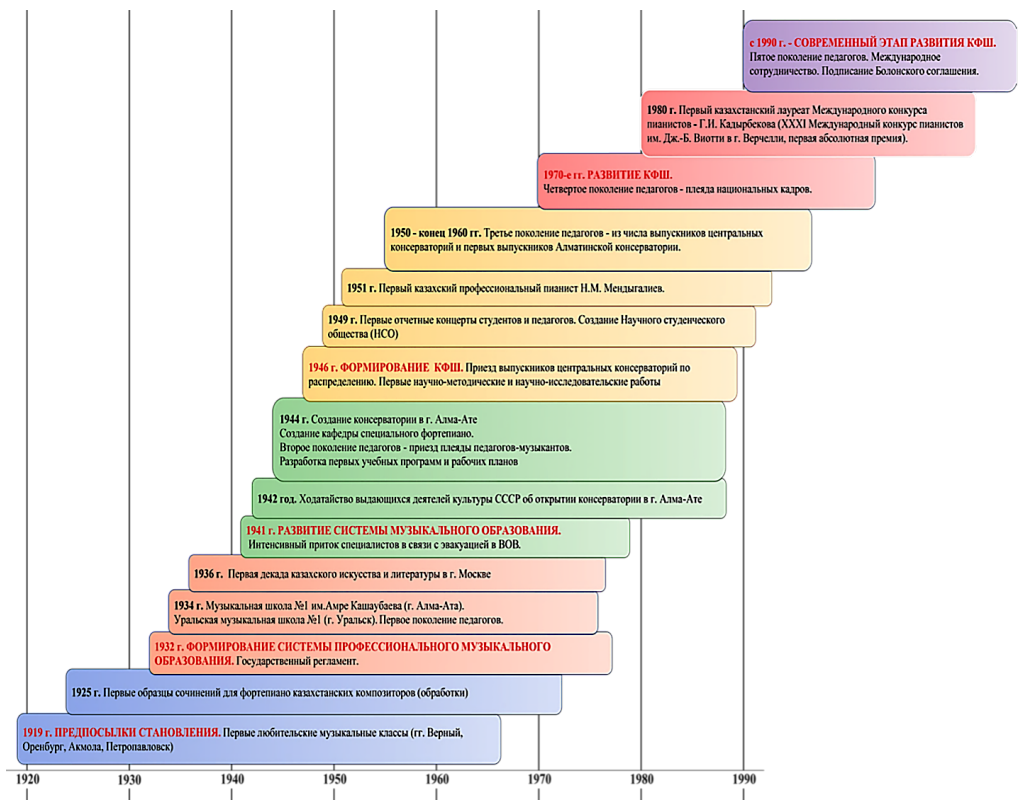 с 1990 г. - СОВРЕМЕННЫЙ ЭТАП РАЗВИТИЯ КФШ.
Пятое поколение педагогов. Международное
сотрудничество. Подписание Болонского соглашения.
1980 г. Первый казахстанский лауреат Международного конкурса
пианистов - Г.И. Кадырбекова (XXXI Международный конкурс пианистов
им. Дж.-Б. Виотти в г. Верчелли, первая абсолютная премия).
1970-е гг. РАЗВИТИЕ КФШ.
Четвертое поколение педагогов - плеяда национальных кадров.
1950 - конец 1960 гг. Третье поколение педагогов - из числа выпускников центральных
консерваторий и первых выпускников Алматинской консерватории.
1951 г. Первый казахский профессиональный пианист Н.М. Мендыгалиев.
1949 г. Первые отчетные концерты студентов и педагогов. Создание Научного студенческого
общества (НСО)
1946 г. ФОРМИРОВАНИЕ КФШ. Приезд выпускников центральных консерваторий по
распределению. Первые научно-методические и научно-исследовательские работы
1944 г. Создание консерватории в г. Алма-Ате
Создание кафедры специального фортепиано.
Второе поколение педагогов - приезд плеяды педагогов-музыкантов.
Разработка первых учебных программ и рабочих планов
1942 год. Ходатайство выдающихся деятелей культуры СССР об открытии консерватории в г. Алма-Ате
1941 г. РАЗВИТИЕ СИСТЕМЫ МУЗЫКАЛЬНОГО ОБРАЗОВАНИЯ.
Интенсивный приток специалистов в связи с эвакуацией в ВОВ.
1936 г. Первая декада казахского искусства и литературы в г. Москве
1934 г. Музыкальная школа №1 им.Амре Кашаубаева (г. Алма-Ата).
Уральская музыкальная школа №1 (г. Уральск). Первое поколение педагогов.
1932 г. ФОРМИРОВАНИЕ СИСТЕМЫ ПРОФЕССИОНАЛЬНОГО МУЗЫКАЛЬНОГО
ОБРАЗОВАНИЯ. Государственный регламент.
1925 г. Первые образцы сочинений для фортепиано казахстанских композиторов (обработки)
1919 г. ПРЕДПОСЫЛКИ СТАНОВЛЕНИЯ. Первые любительские музыкальные классы (гг. Верный,
Оренбург, Акмола, Петропавловск)
1920 1930 1940 1950 1960 1970 1980 1990